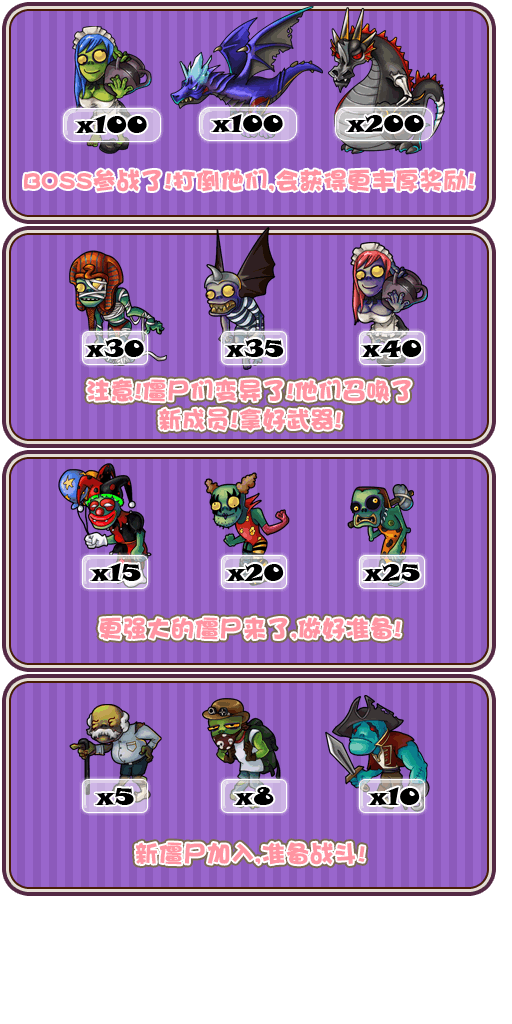 x100 x100 x200
BOSS参战了!打倒他们,会获得更丰厚奖励!
x30 x35 x40
注意!僵尸们变异了!他们召唤了
新成员!拿好武器!
x15 x20 x25
更强大的僵尸来了,做好准备!
x5 x8 x10
新僵尸加入,准备战斗!